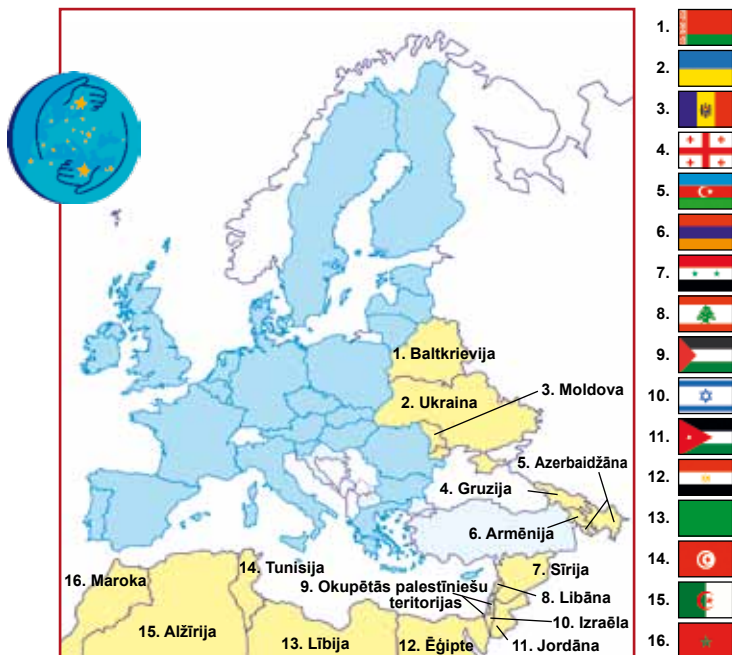 1. Baltkrievija
2. Ukraina
3. Moldova
5. Azerbaidžāna
4. Gruzija
6. Armēnija
14. Tunisija
16. Maroka
7. Sīrija
9. Okupētās palestīniešu
teritorijas
8. Libāna
10. Izraēla
15. Alžīrija
13. Lībija
12. Ēģipte
11. Jordāna
1.
2.
3.
4.
5.
6.
7.
8.
9.
10.
11.
12.
13.
14.
15.
16.